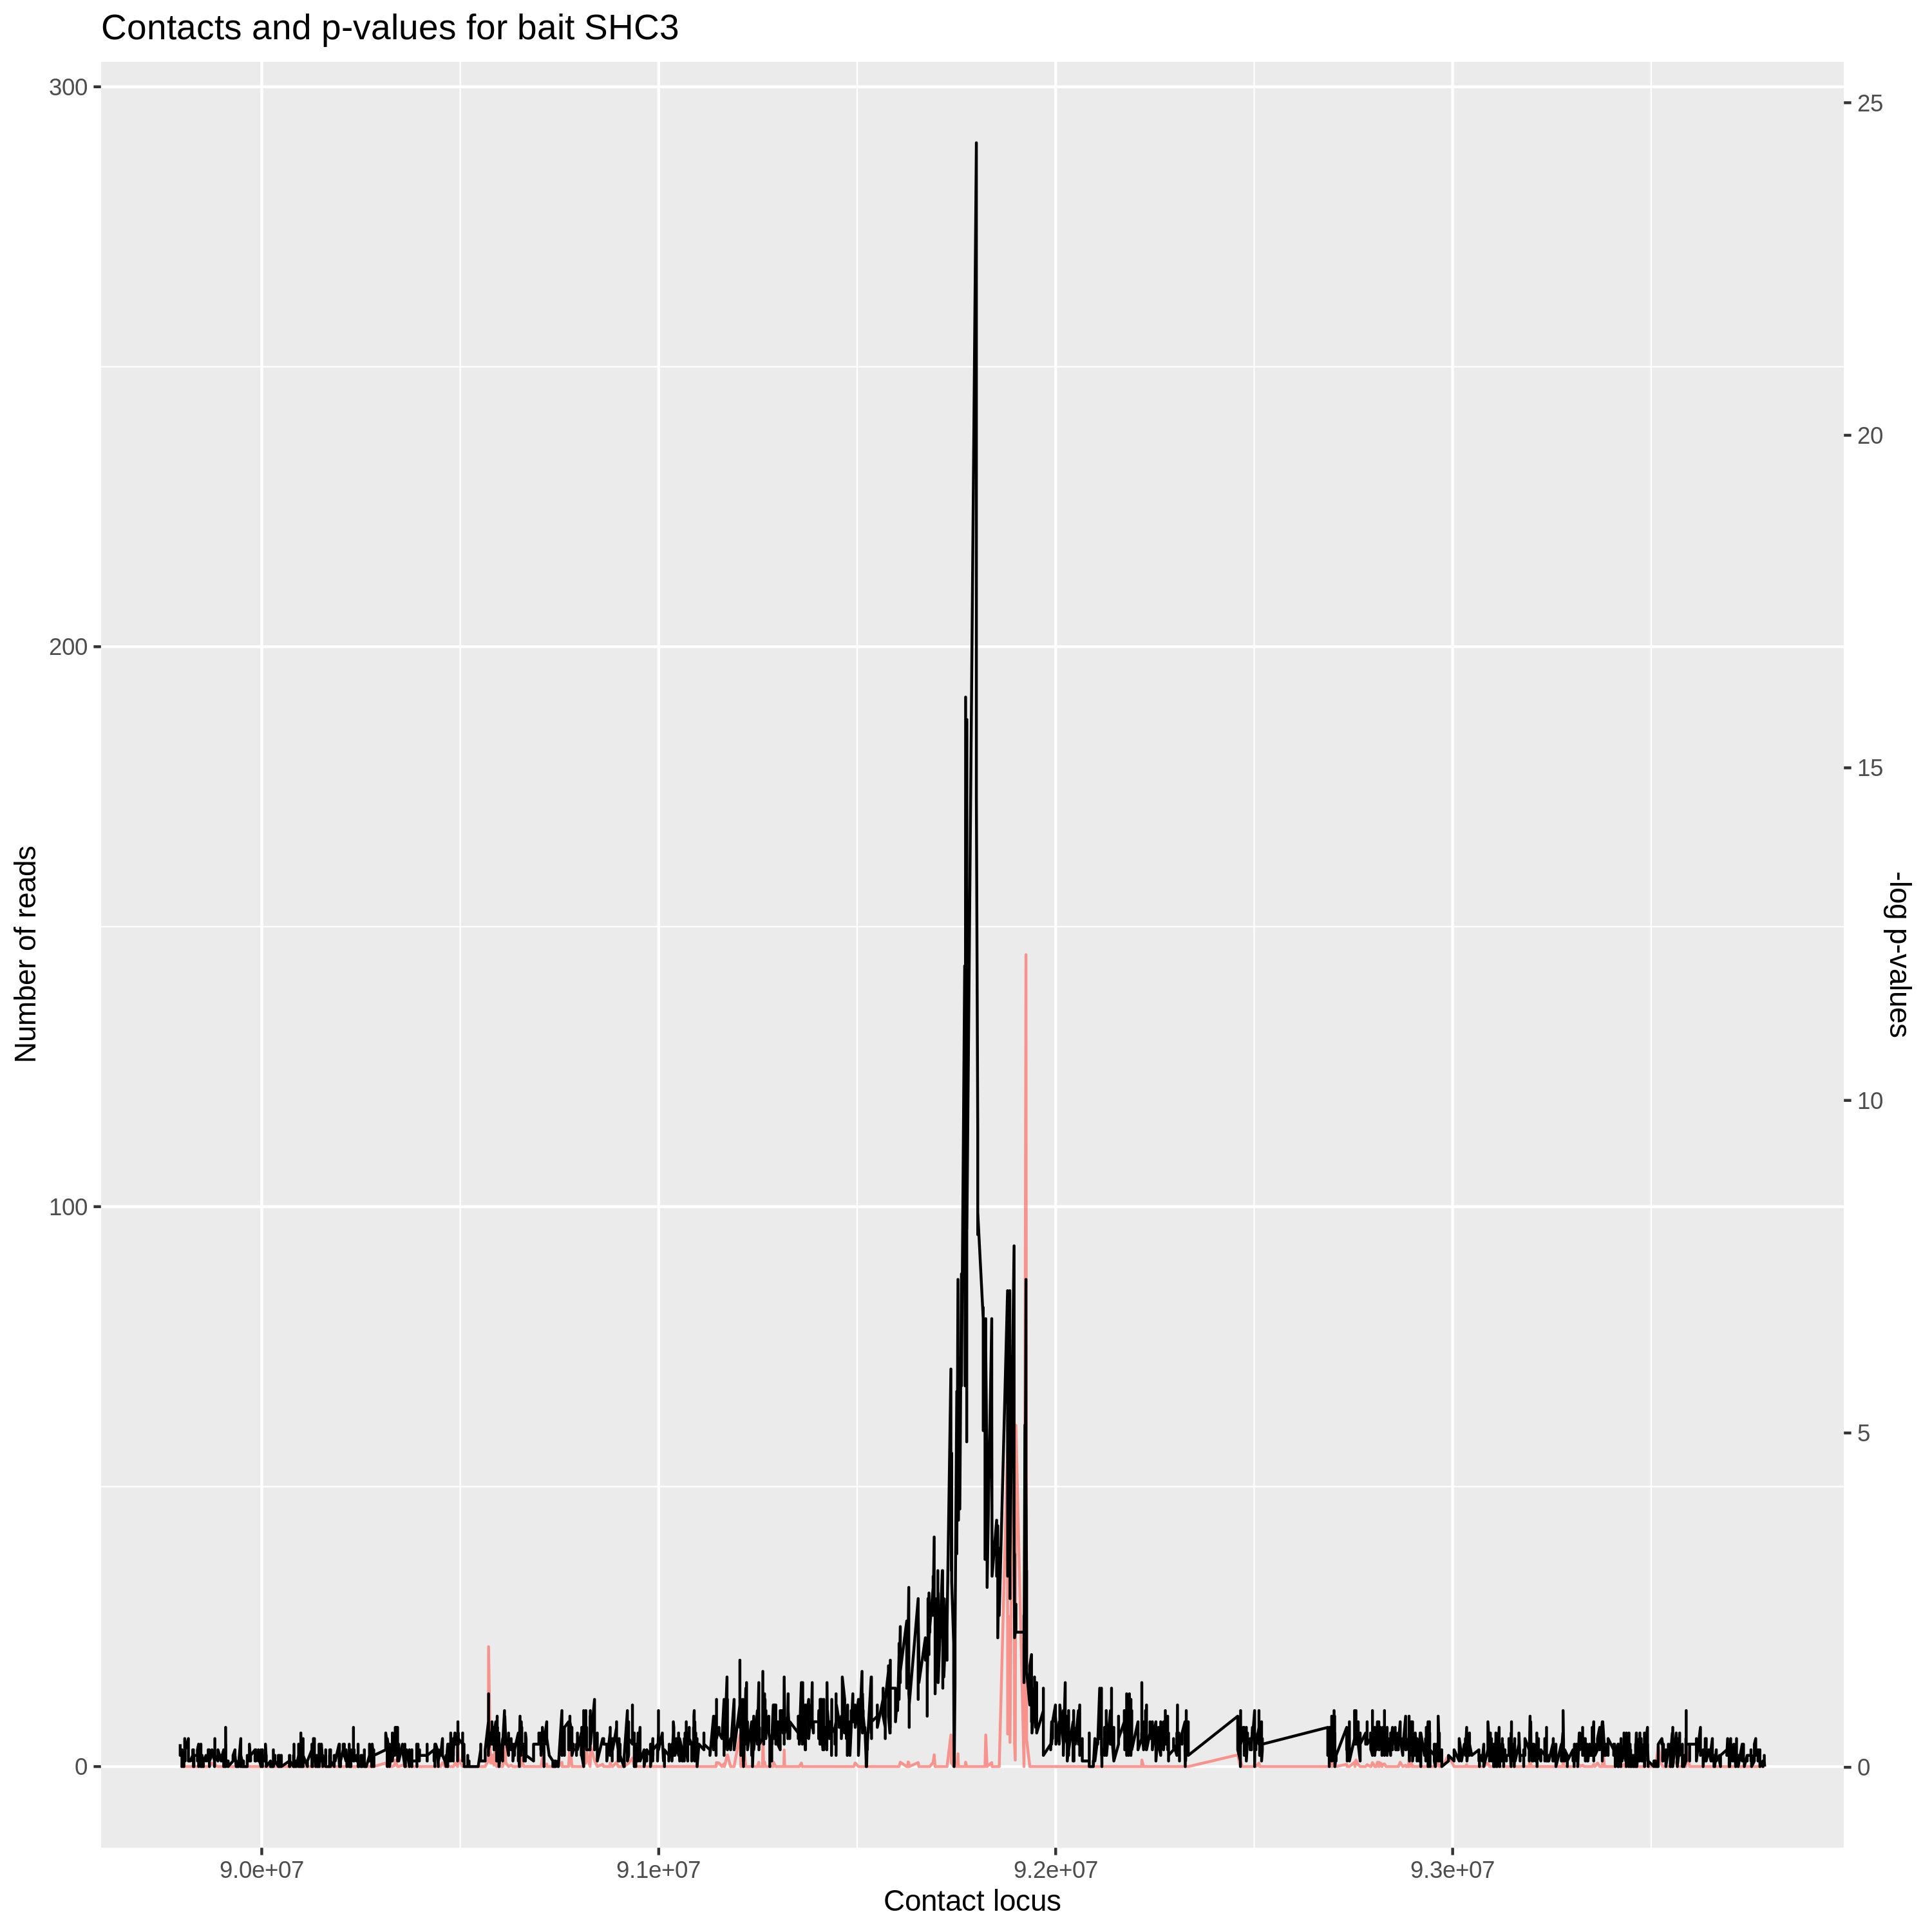 Contacts and p-values for bait SHC3
300
200
100
0
Number of reads
25
20
15
10
5
0
-log p-values
9.0e+07
9.1e+07
9.2e+07
9.3e+07
Contact locus